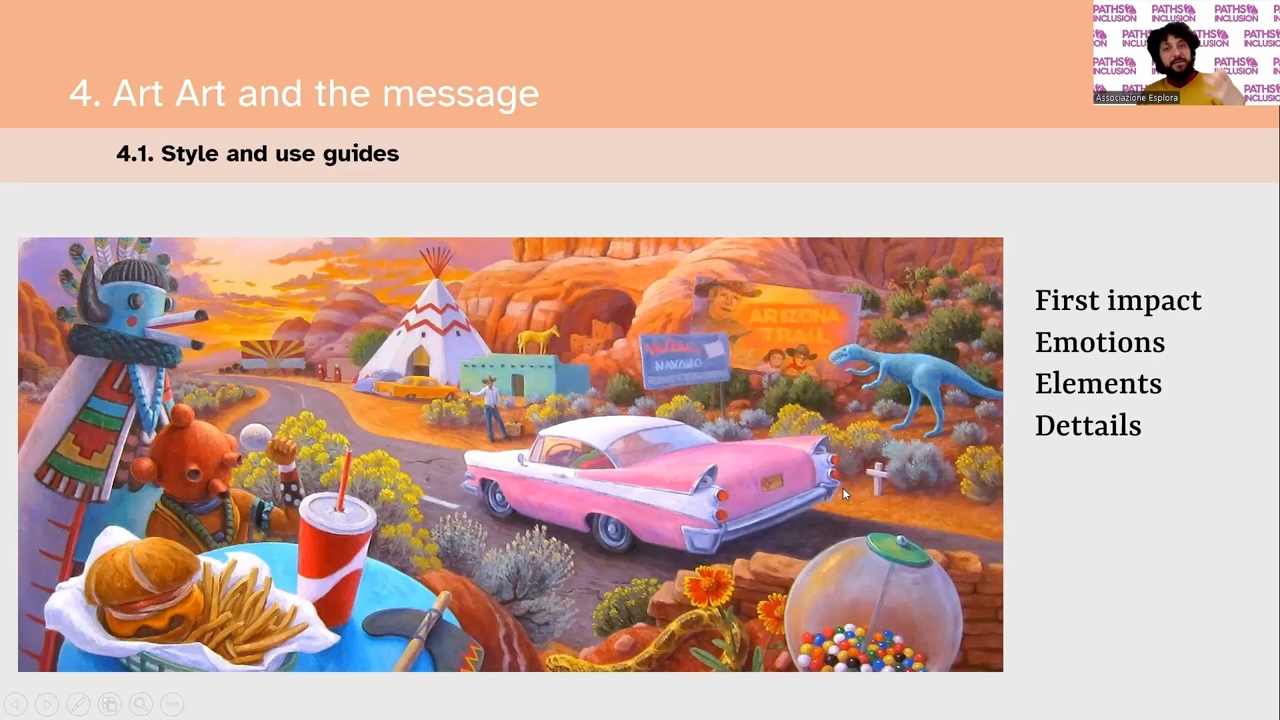 4. Art Art and the message
PATHS INCLUSION
Associazione Esplora
4.1. Style and use guides
ARIZONA
TRAIL
NAVAJO
First impact
Emotions
Elements
Dettails